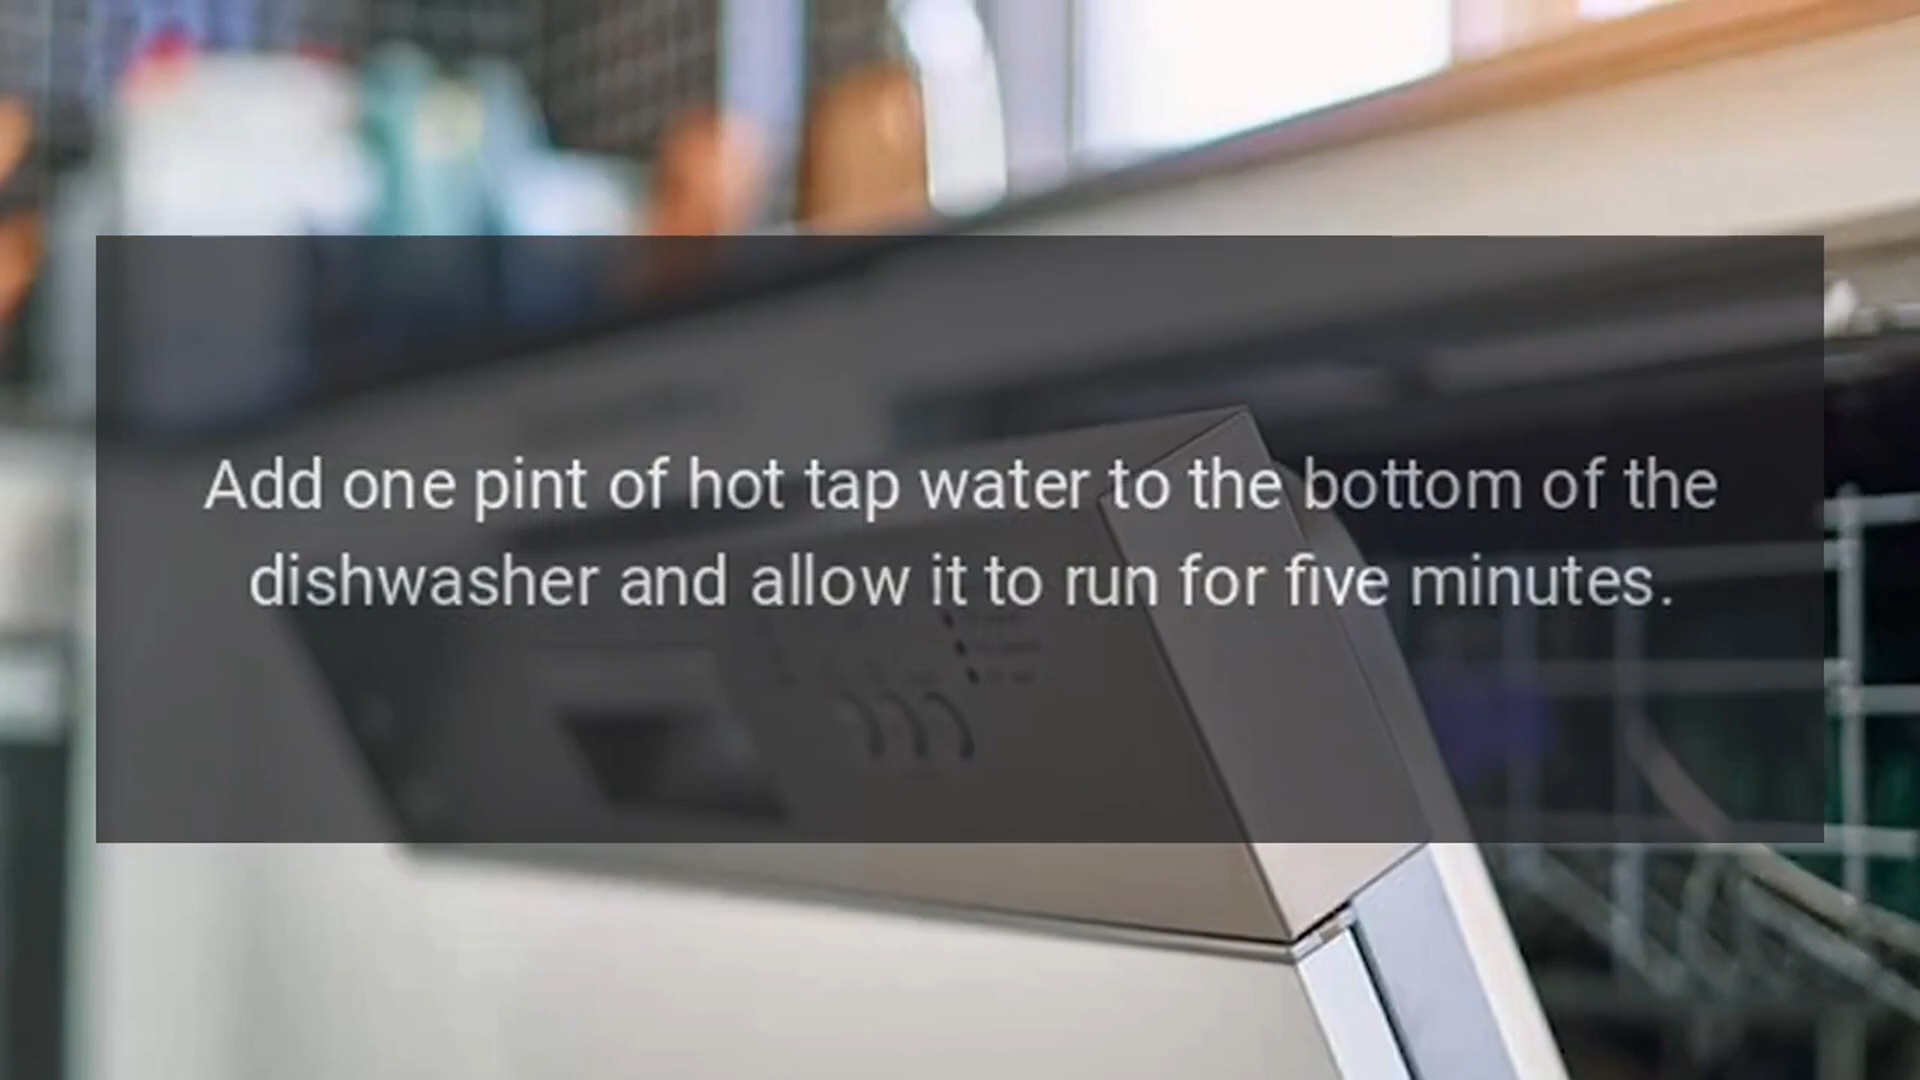 Add one pint of hot tap water to the bottom of the
dishwasher and allow it to run for five minutes.